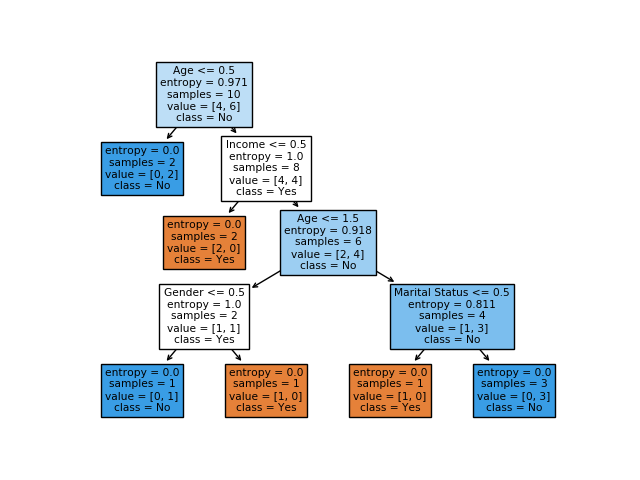 Age <= 0.5
entropy = 0.971
samples = 10
value = [4, 6]
class = No
entropy = 0.0
samples = 2
value = [0, 2]
class = No
Income <= 0.5
entropy = 1.0
samples = 8
value = [4, 4]
class = Yes
entropy = 0.0
samples = 2
value = [2, 0]
class = Yes
Age <= 1.5
entropy = 0.918
samples = 6
value = [2, 4]
class = No
Gender <= 0.5
entropy = 1.0
samples = 2
value = [1, 1]
class = Yes
Marital Status <= 0.5
entropy = 0.811
samples = 4
value = [1, 3]
class = No
entropy = 0.0
samples = 1
value = [0, 1]
class = No
entropy = 0.0
samples = 1
value = [1, 0]
class = Yes
entropy = 0.0
samples = 1
value = [1, 0]
class = Yes
entropy = 0.0
samples = 3
value = [0, 3]
class = No